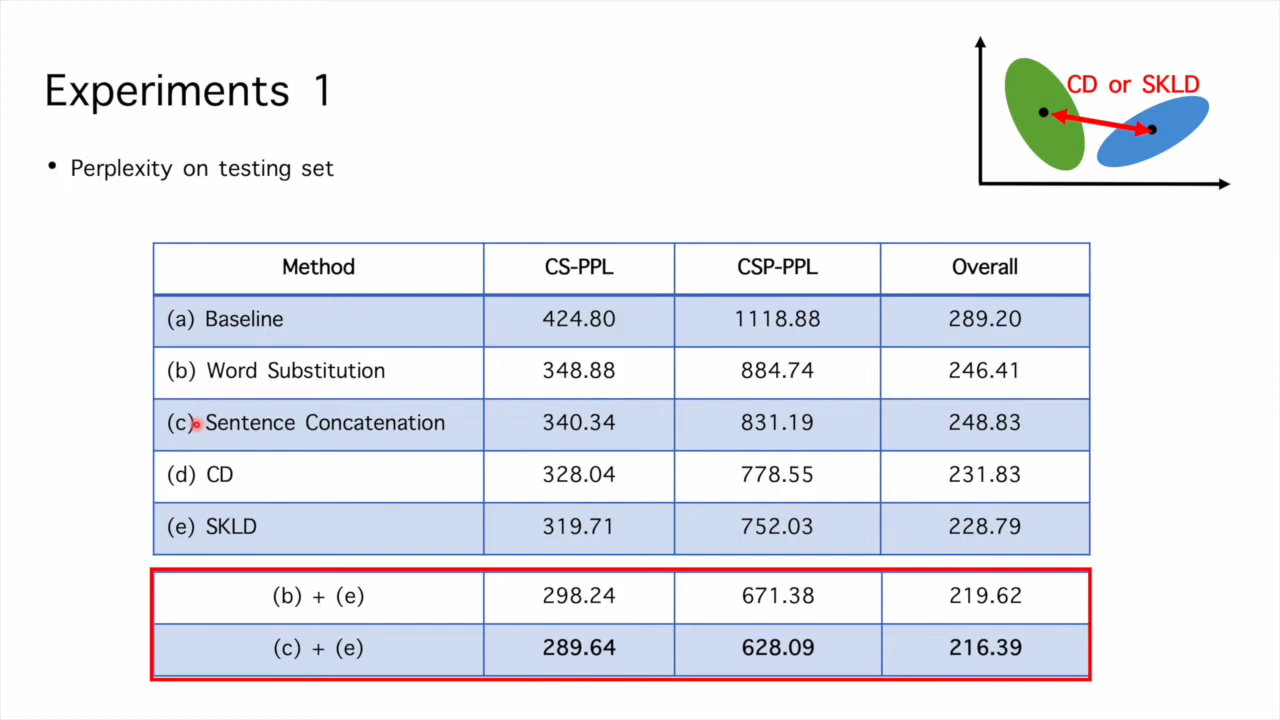 Experiments 1
CD or SKLD
• Perplexity on testing set
Method CS-PPL CSP-PPL Overall
(a) Baseline 424.80 1118.88 289.20
(b) Word Substitution 348.88 884.74 246.41
(c) Sentence Concatenation 340.34 831.19 248.83
(d) CD 328.04 778.55 231.83
(e) SKLD 319.71 752.03 228.79
(b) + (e) 298.24 671.38 219.62
(c) + (e) 289.64 628.09 216.39